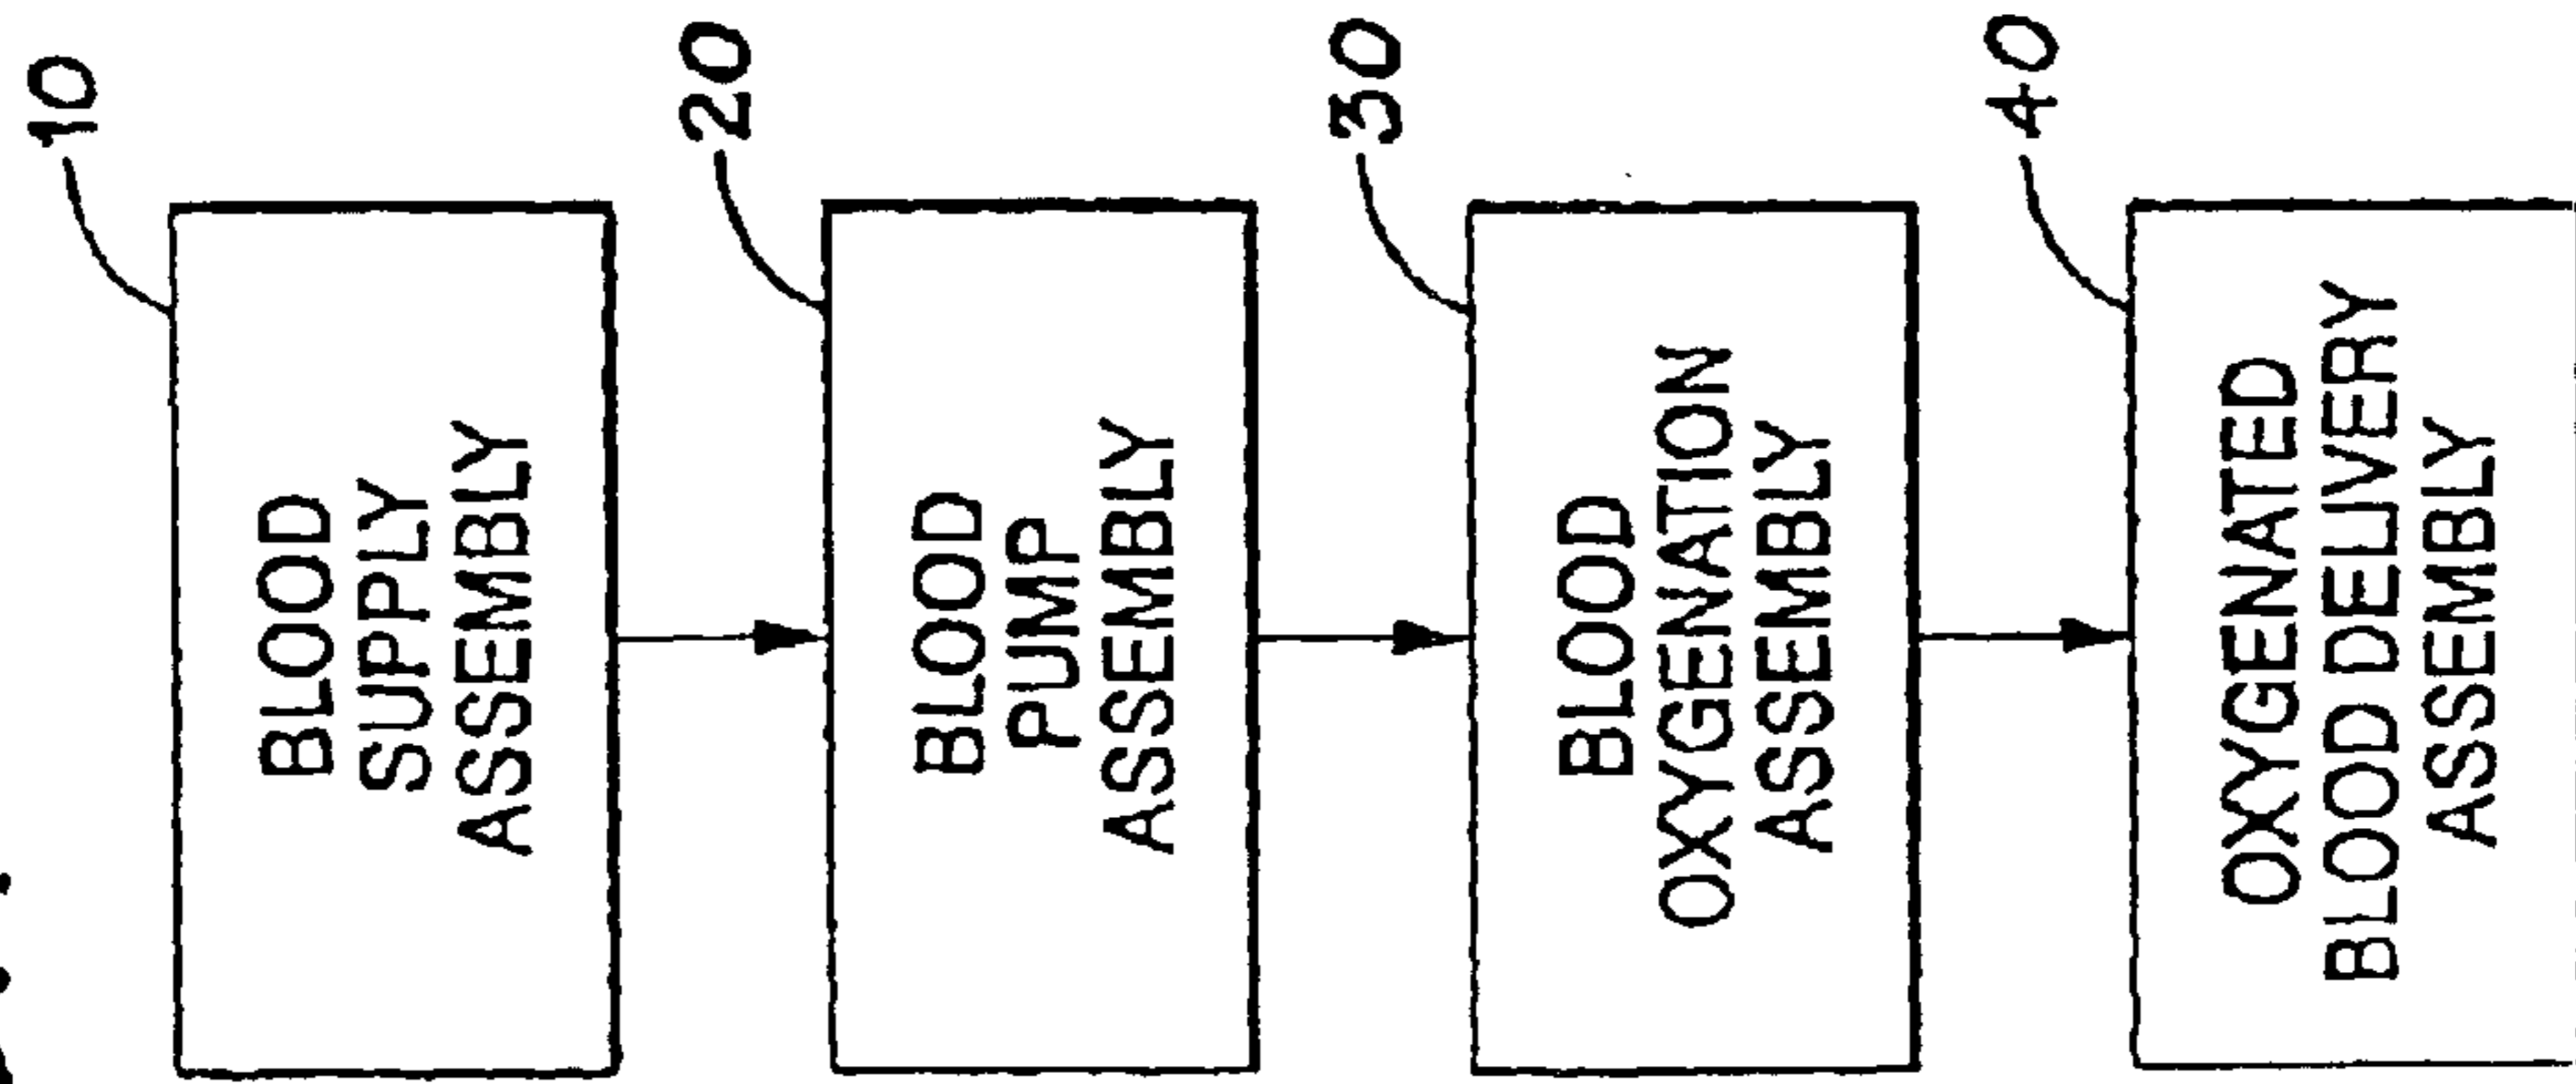 10
BLOOD
SUPPLY
ASSEMBLY
20
BLOOD
PUMP
ASSEMBLY
30
BLOOD
OXYGENATION
ASSEMBLY
40
OXYGENATED
BLOOD DELIVERY
ASSEMBLY